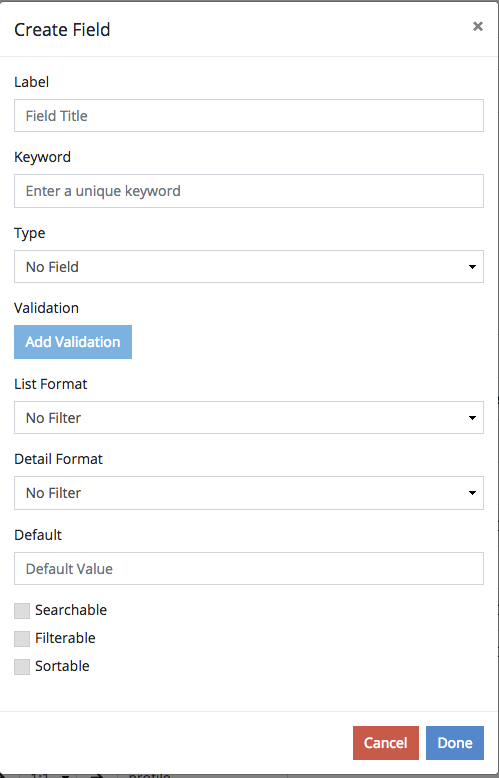 Create Field
×
Label
Field Title
Keyword
Enter a unique keyword
Type
No Field
Validation
Add Validation
List Format
No Filter
Detail Format
No Filter
Default
Default Value
Searchable
Filterable
Sortable
Cancel
Done
1:1 profile